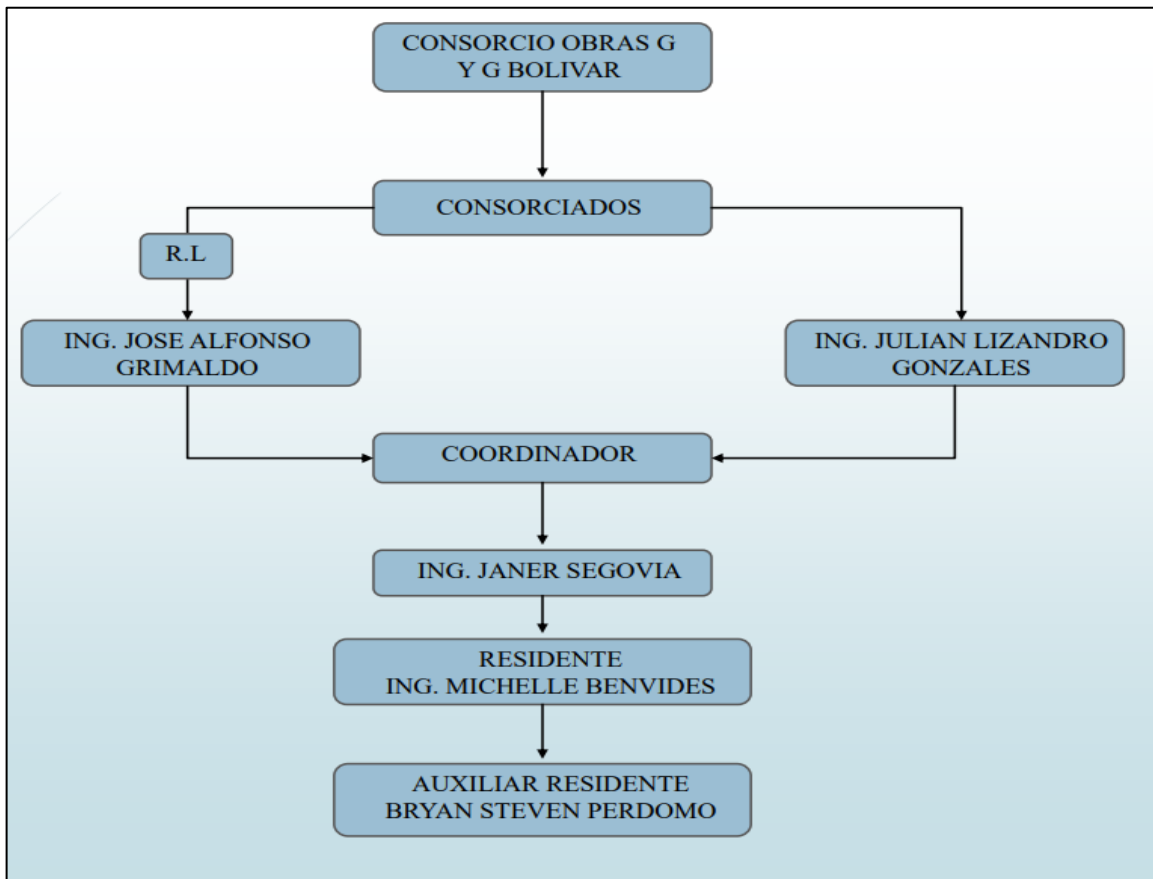 CONSORCIO OBRAS G
Y G BOLIVAR
CONSORCIADOS
R.L
ING. JOSE ALFONSO
GRIMALDO
ING. JULIAN LIZANDRO
GONZALES
COORDINADOR
ING. JANER SEGOVIA
RESIDENTE
ING. MICHELLE BENVIDES
AUXILIAR RESIDENTE
BRYAN STEVEN PERDOMO